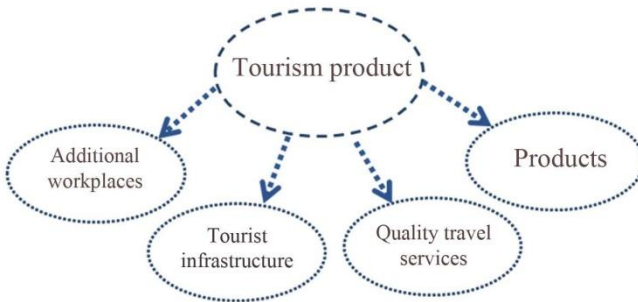 Tourism product
Additional
workplaces
Tourist
infrastructure
Quality travel
services
Products